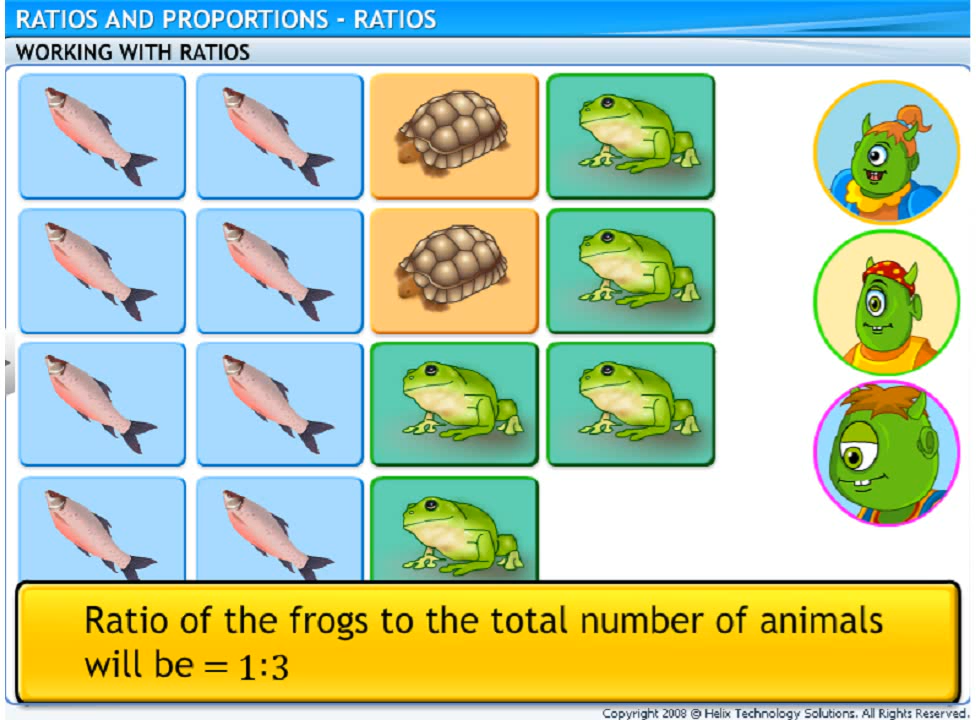 RATIOS AND PROPORTIONS - RATIOS
WORKING WITH RATIOS
Ratio of the frogs to the total number of animals
will be = 1:3
Copyright 2008 @ Helix Technology Solutions. All Rights Reserved.